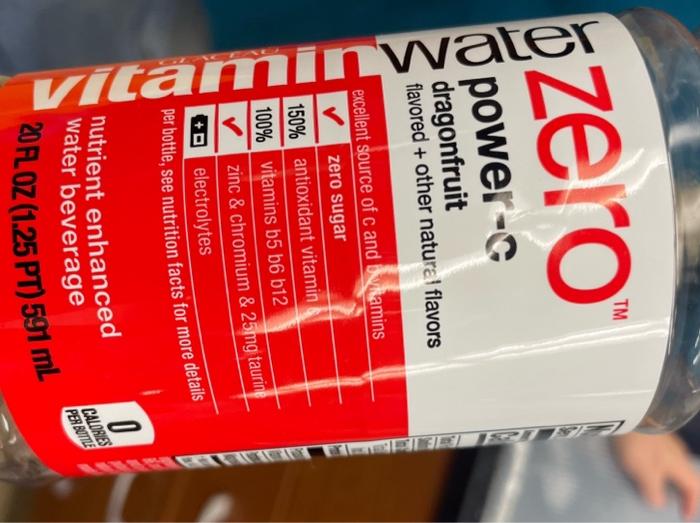 GLACÉAU
vitaminwater
zero™
power-c
dragonfruit
flavored + other natural flavors
excellent source of c and b vitamins
✓ zero sugar
150% antioxidant vitamin
100% vitamins b5 b6 b12
✓ zinc & chromium & 25mg taurine
electrolytes
per bottle, see nutrition facts for more details
nutrient enhanced
water beverage
20 FL OZ (1.25 PT) 591 mL
0
CALORIES
PER BOTTLE